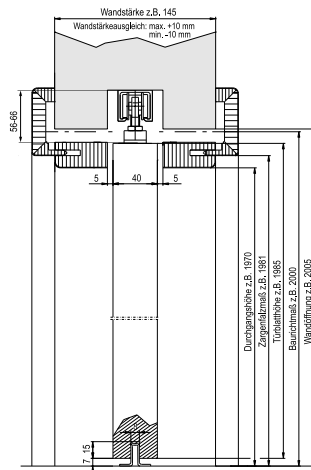 Wandstärke z.B. 145
Wandstärkeausgleich: max. +10 mm
min. -10 mm
56-66
5
40
5
Durchgangshöhe z.B. 1970
Zargenfalzmaß z.B. 1981
Türblatthöhe z.B. 1985
Baurichtmaß z.B. 2000
Wandöffnung z.B. 2005
15
7